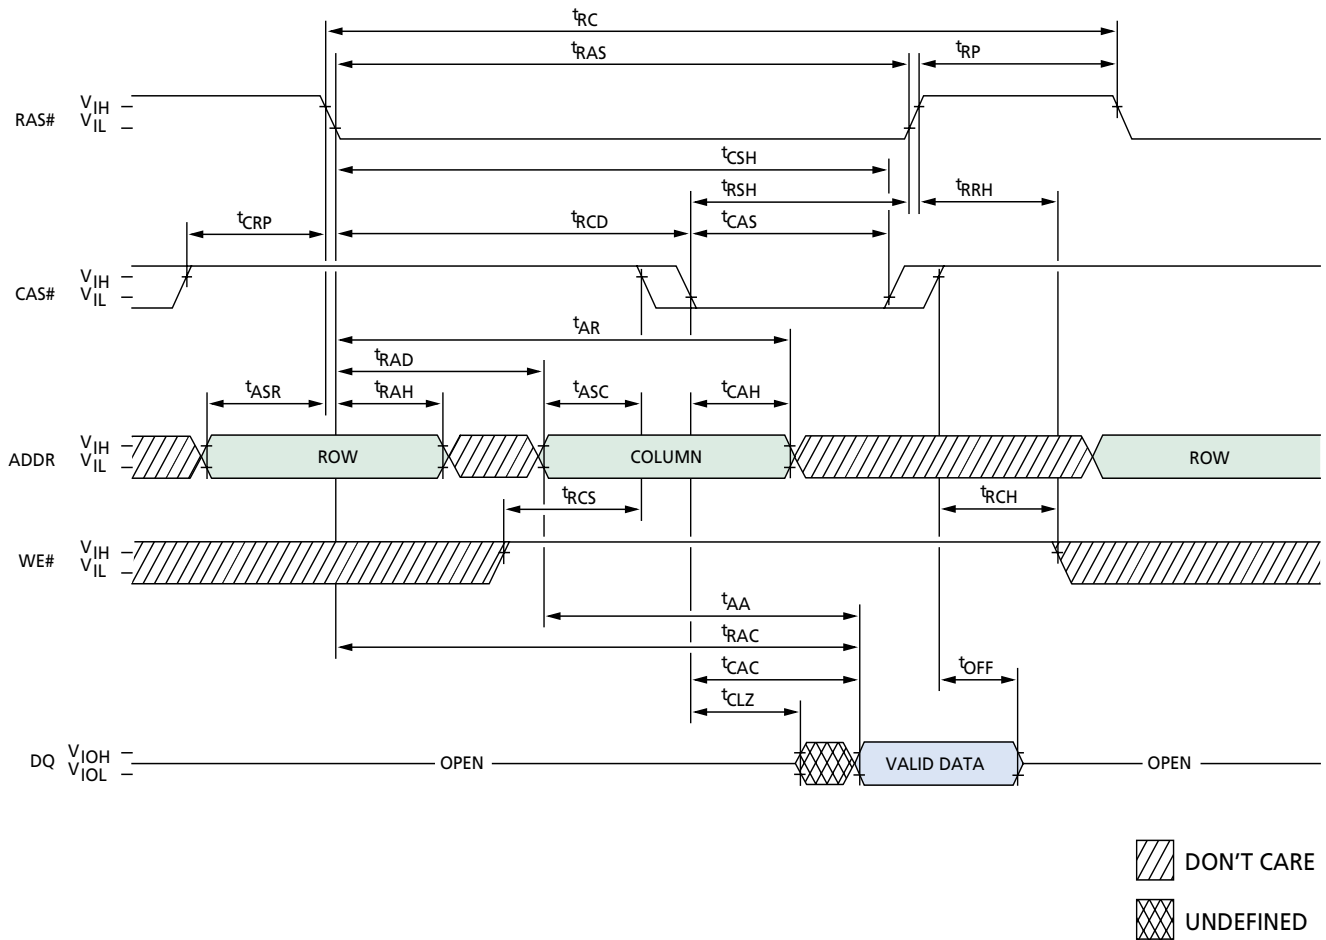 tRC
tRAS
tRP
RAS#
VIH
VIL
tCSH
tRSH
tRRH
tCRP
tRCD
tCAS
CAS#
VIH
VIL
tAR
tRAD
tASR
tRAH
tASC
tCAH
ADDR
VIH
VIL
ROW
COLUMN
ROW
tRCS
tRCH
WE#
VIH
VIL
tAA
tRAC
tCAC
tOFF
tCLZ
DQ
VIOH
VIOL
OPEN
VALID DATA
OPEN
DON'T CARE
UNDEFINED